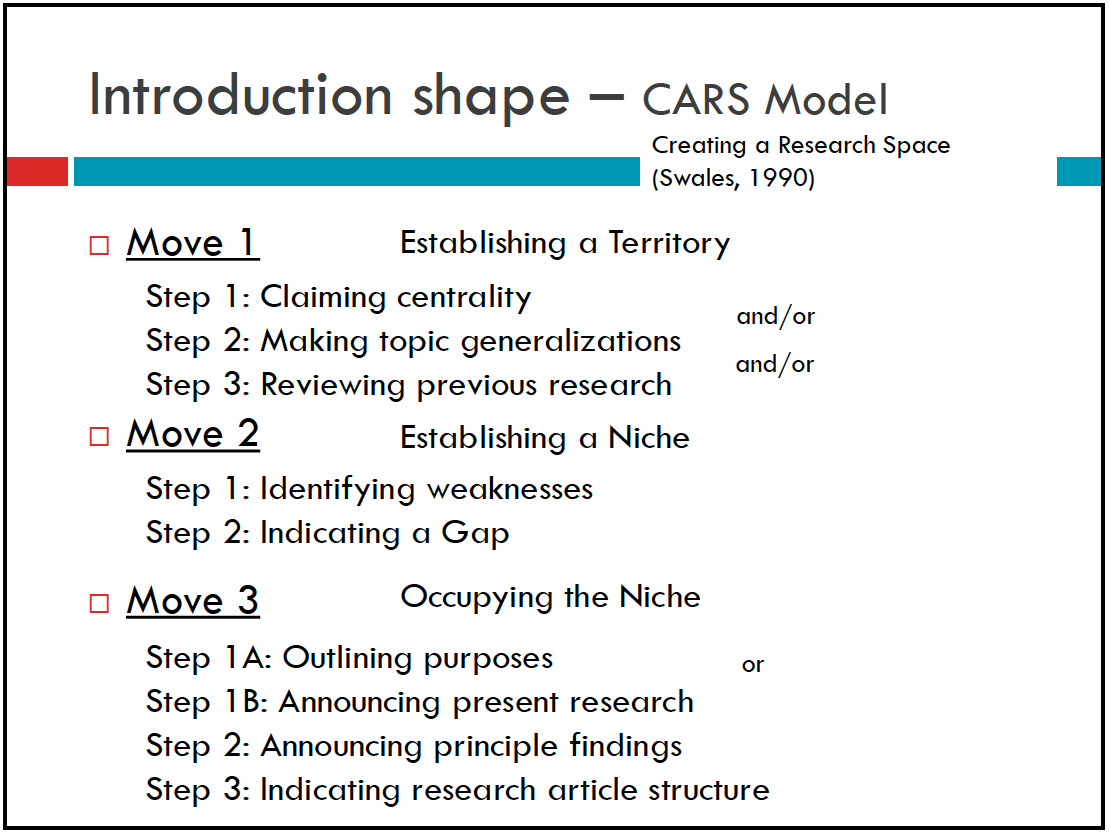 Introduction shape – CARS Model
Creating a Research Space
(Swales, 1990)
Move 1 Establishing a Territory
Step 1: Claiming centrality
and/or
Step 2: Making topic generalizations
and/or
Step 3: Reviewing previous research
Move 2 Establishing a Niche
Step 1: Identifying weaknesses
Step 2: Indicating a Gap
Move 3 Occupying the Niche
Step 1A: Outlining purposes or
Step 1B: Announcing present research
Step 2: Announcing principle findings
Step 3: Indicating research article structure